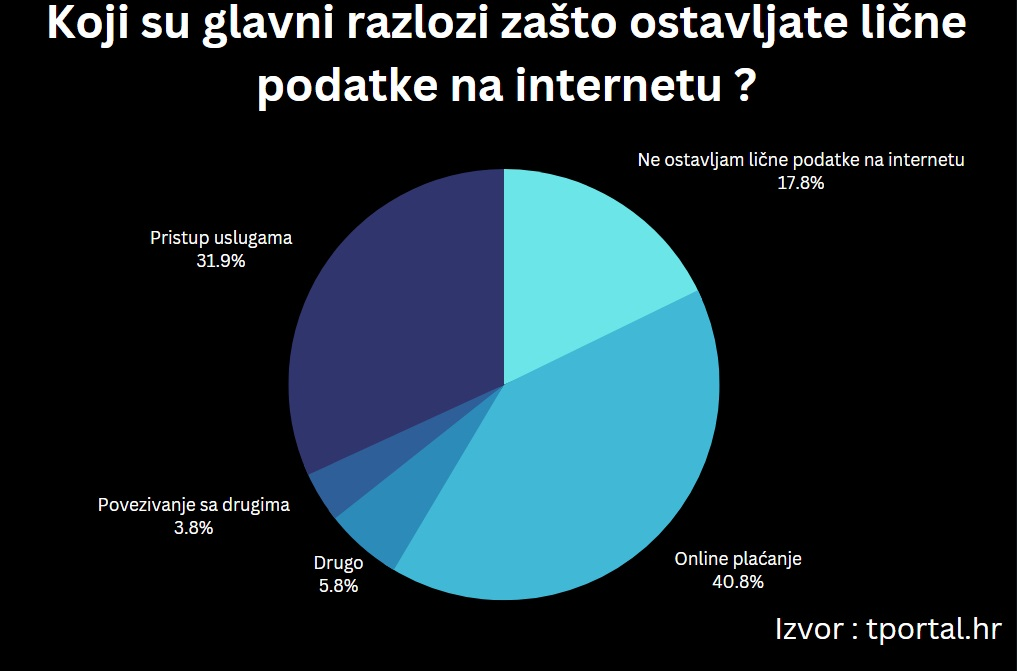 Koji su glavni razlozi zašto ostavljate lične
podatke na internetu ?
Ne ostavljam lične podatke na internetu
17.8%
Pristup uslugama
31.9%
Povezivanje sa drugima
3.8%
Drugo
5.8%
Online plaćanje
40.8%
Izvor : tportal.hr